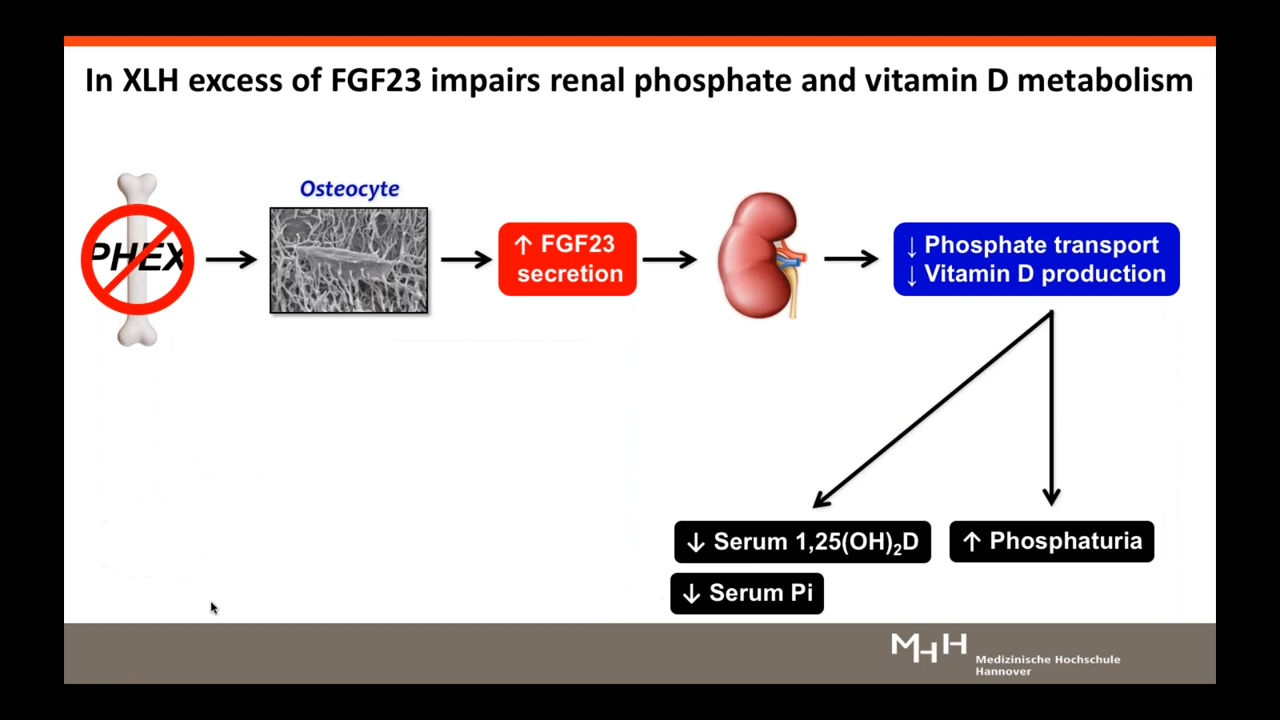 In XLH excess of FGF23 impairs renal phosphate and vitamin D metabolism
Osteocyte
PHEX
↑ FGF23
secretion
↓ Phosphate transport
↓ Vitamin D production
↓ Serum 1,25(OH)₂D
↑ Phosphaturia
↓ Serum Pi
MHH
Medizinische Hochschule
Hannover